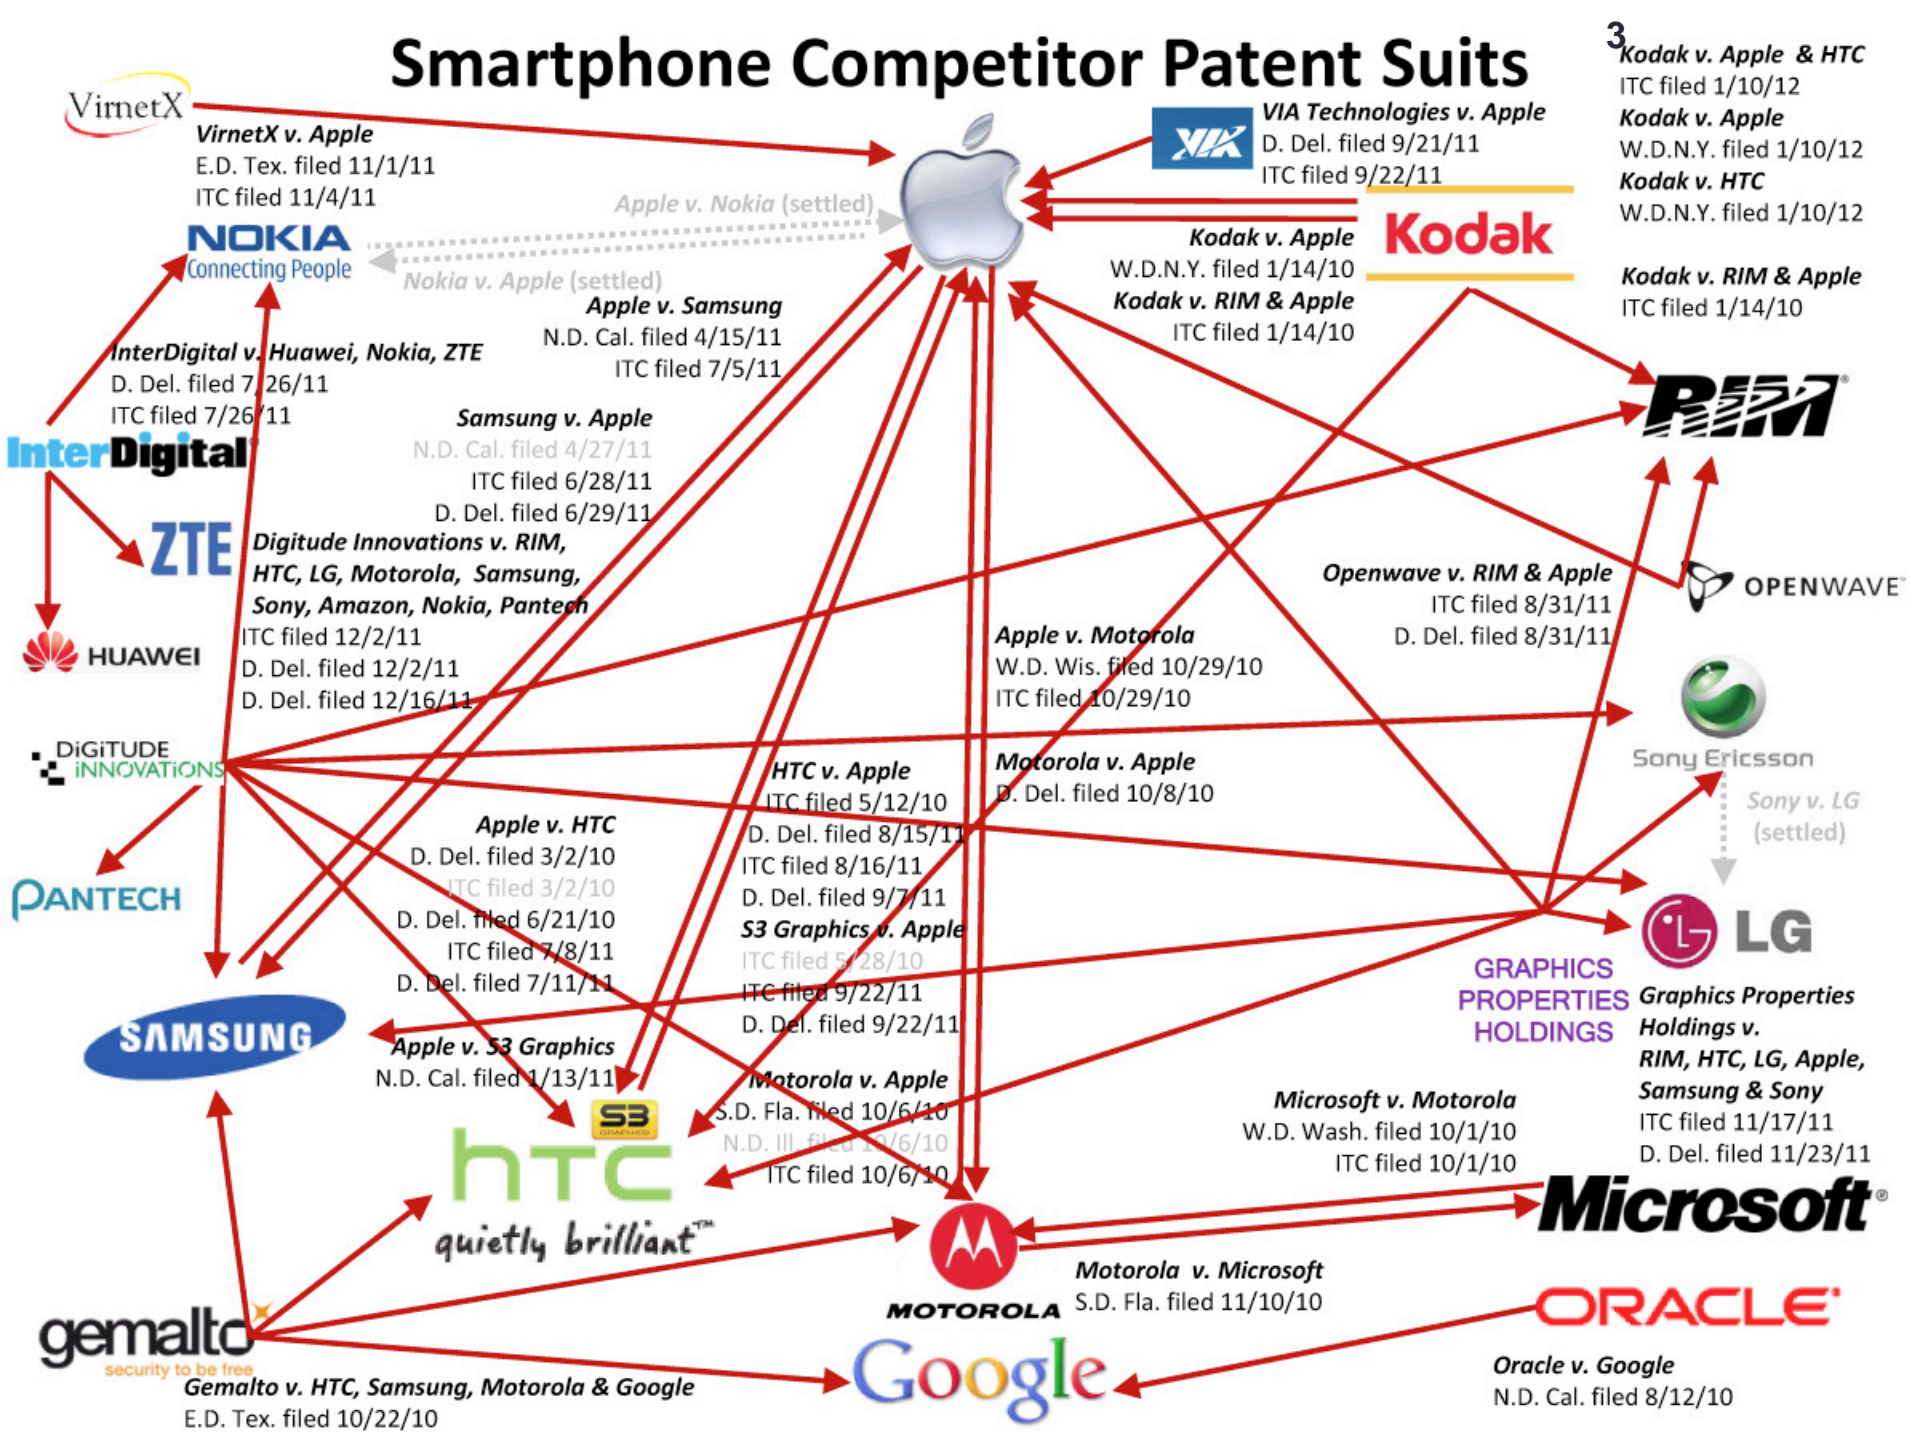 3
Smartphone Competitor Patent Suits
Kodak v. Apple & HTC
ITC filed 1/10/12
Kodak v. Apple
W.D.N.Y. filed 1/10/12
Kodak v. HTC
W.D.N.Y. filed 1/10/12
Kodak v. RIM & Apple
ITC filed 1/14/10
VirnetX
VirnetX v. Apple
E.D. Tex. filed 11/1/11
ITC filed 11/4/11
VIA
VIA Technologies v. Apple
D. Del. filed 9/21/11
ITC filed 9/22/11
Apple v. Nokia (settled)
NOKIA
Connecting People
Nokia v. Apple (settled)
Kodak
Kodak v. Apple
W.D.N.Y. filed 1/14/10
Kodak v. RIM & Apple
ITC filed 1/14/10
Apple v. Samsung
N.D. Cal. filed 4/15/11
ITC filed 7/5/11
InterDigital v. Huawei, Nokia, ZTE
D. Del. filed 7/26/11
ITC filed 7/26/11
InterDigital
RIM®
Samsung v. Apple
N.D. Cal. filed 4/27/11
ITC filed 6/28/11
D. Del. filed 6/29/11
ZTE
Digitude Innovations v. RIM,
HTC, LG, Motorola, Samsung,
Sony, Amazon, Nokia, Pantech
ITC filed 12/2/11
D. Del. filed 12/2/11
D. Del. filed 12/16/11
HUAWEI
Openwave v. RIM & Apple
ITC filed 8/31/11
D. Del. filed 8/31/11
OPENWAVE™
Apple v. Motorola
W.D. Wis. filed 10/29/10
ITC filed 10/29/10
Sony Ericsson
DiGiTUDE
iNNOVATiONS
Motorola v. Apple
D. Del. filed 10/8/10
Sony v. LG
(settled)
HTC v. Apple
ITC filed 5/12/10
D. Del. filed 8/15/11
ITC filed 8/16/11
D. Del. filed 9/7/11
S3 Graphics v. Apple
ITC filed 5/28/10
ITC filed 9/22/11
D. Del. filed 9/22/11
Apple v. HTC
D. Del. filed 3/2/10
ITC filed 3/2/10
D. Del. filed 6/21/10
ITC filed 7/8/11
D. Del. filed 7/11/11
PANTECH
LG
LG
GRAPHICS
PROPERTIES
HOLDINGS
Graphics Properties
Holdings v.
RIM, HTC, LG, Apple,
Samsung & Sony
ITC filed 11/17/11
D. Del. filed 11/23/11
SAMSUNG
Apple v. S3 Graphics
N.D. Cal. filed 1/13/11
S3
GRAPHICS
Motorola v. Apple
S.D. Fla. filed 10/6/10
N.D. Ill. filed 10/6/10
ITC filed 10/6/10
Microsoft v. Motorola
W.D. Wash. filed 10/1/10
ITC filed 10/1/10
hTC
quietly brilliant™
Microsoft®
Motorola v. Microsoft
S.D. Fla. filed 11/10/10
MOTOROLA
ORACLE®
gemalto
security to be free
Google
Gemalto v. HTC, Samsung, Motorola & Google
E.D. Tex. filed 10/22/10
Oracle v. Google
N.D. Cal. filed 8/12/10